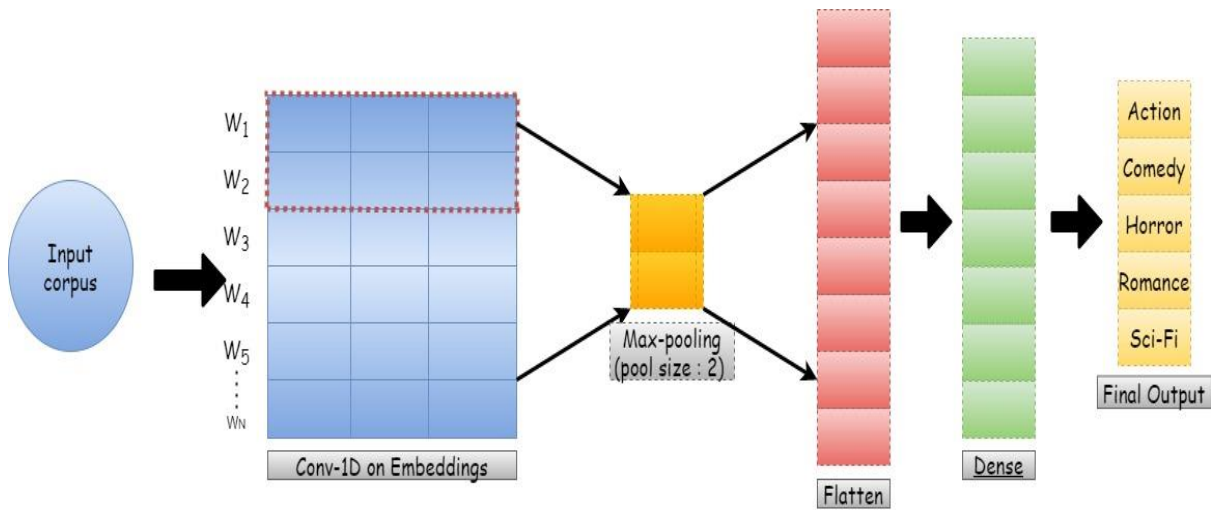 Input
corpus
W1
W2
W3
W4
W5
WN
Conv-1D on Embeddings
Max-pooling
(pool size : 2)
Flatten
Dense
Action
Comedy
Horror
Romance
Sci-Fi
Final Output